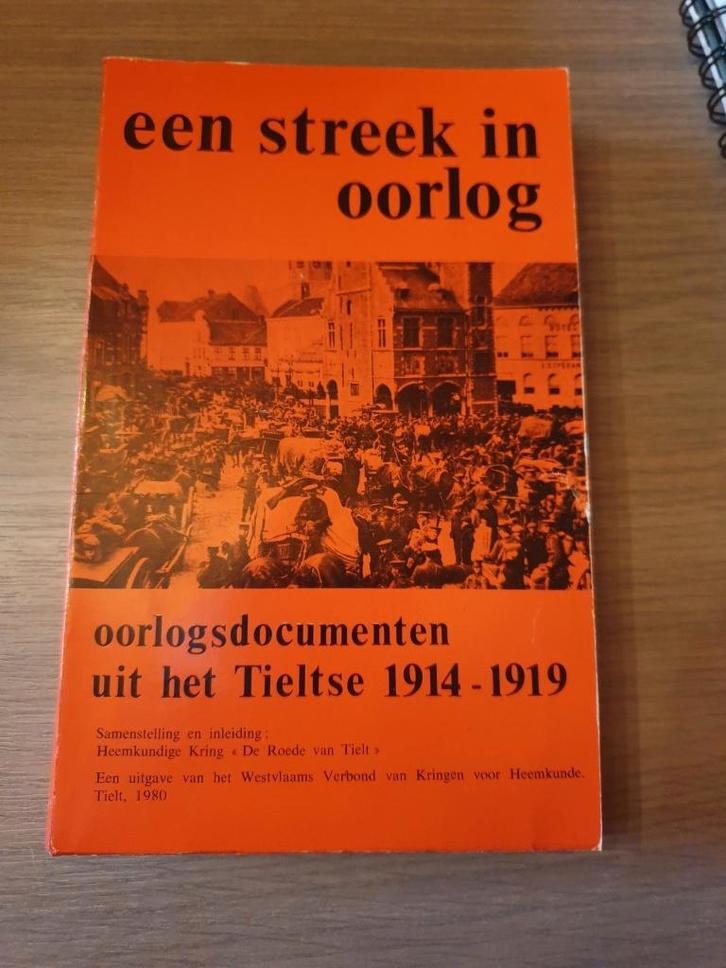 een streek in
oorlog
HOTEL
oorlogsdocumenten
uit het Tieltse 1914 - 1919
Samenstelling en inleiding :
Heemkundige Kring « De Roede van Tielt »
Een uitgave van het Westvlaams Verbond van Kringen voor Heemkunde.
Tielt, 1980